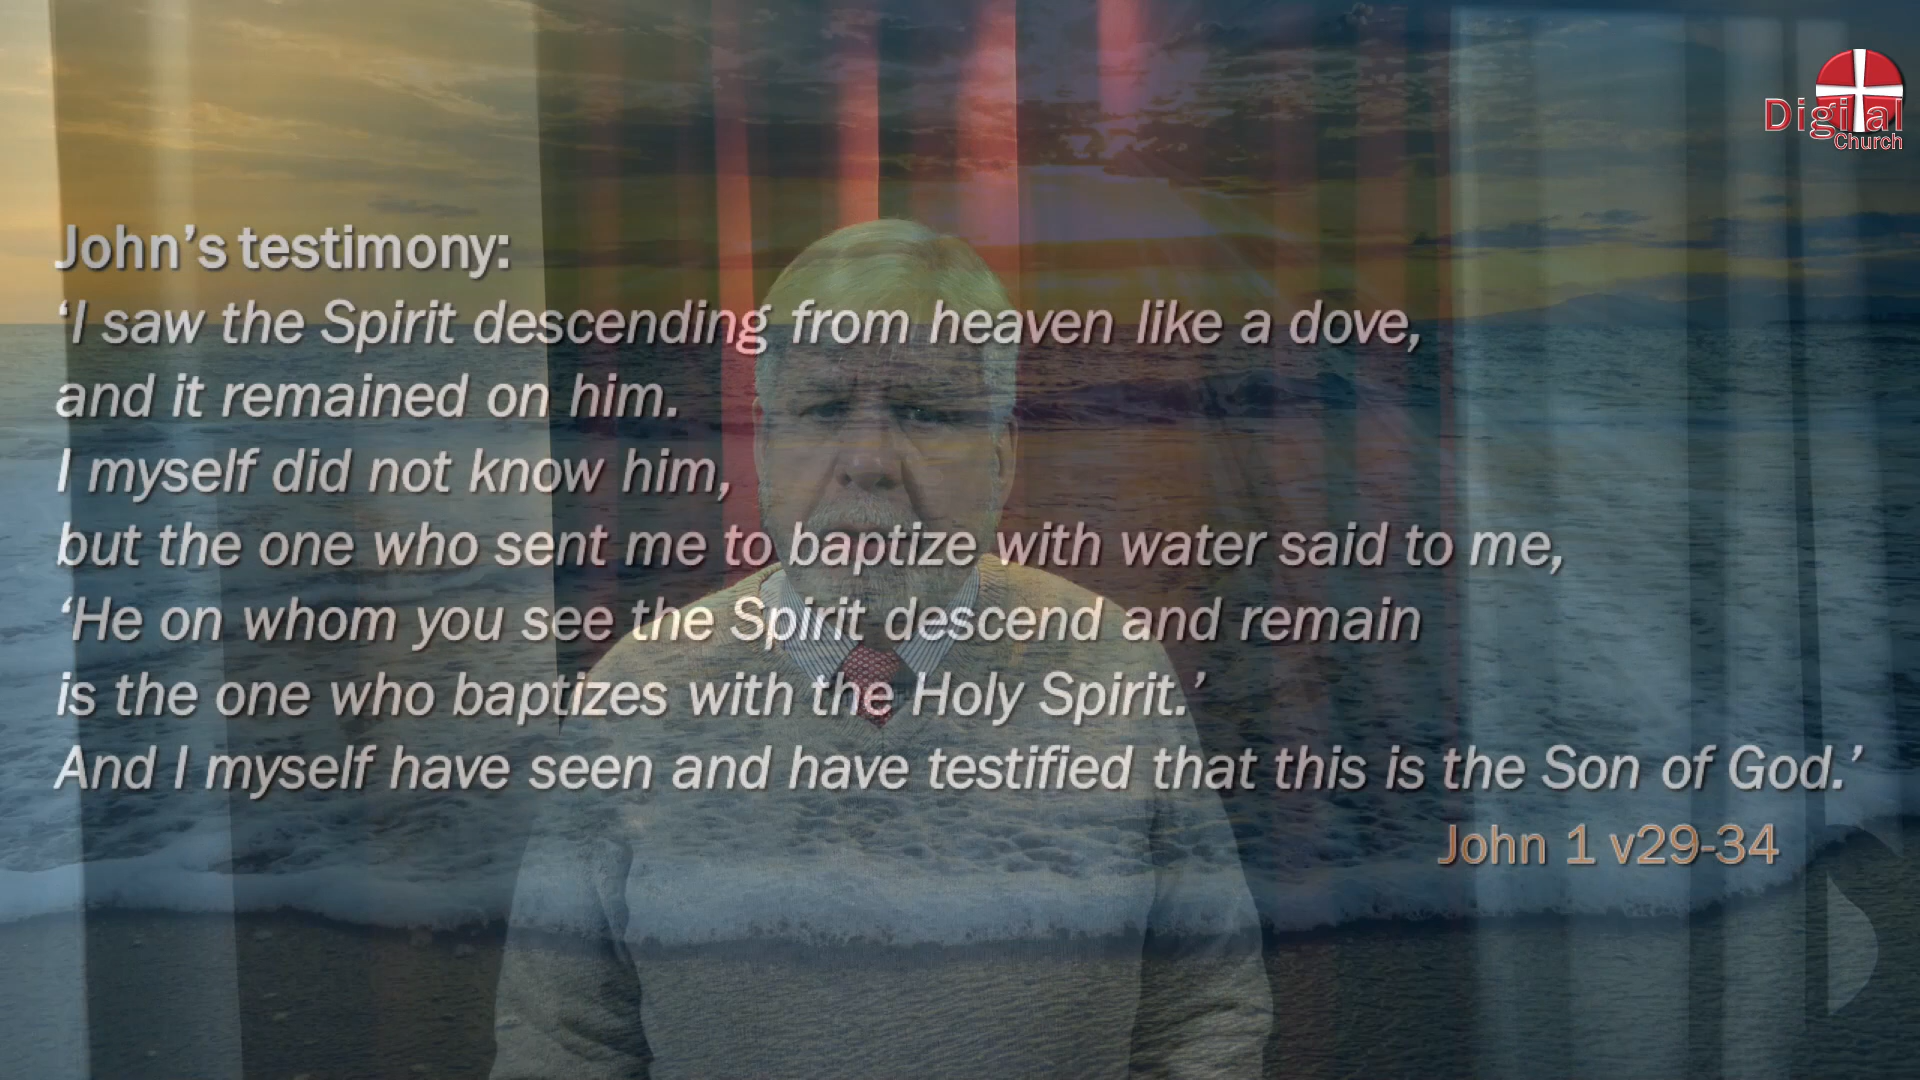 Digital
Church
John’s testimony:
‘I saw the Spirit descending from heaven like a dove,
and it remained on him.
I myself did not know him,
but the one who sent me to baptize with water said to me,
‘He on whom you see the Spirit descend and remain
is the one who baptizes with the Holy Spirit.’
And I myself have seen and have testified that this is the Son of God.’
John 1 v29-34